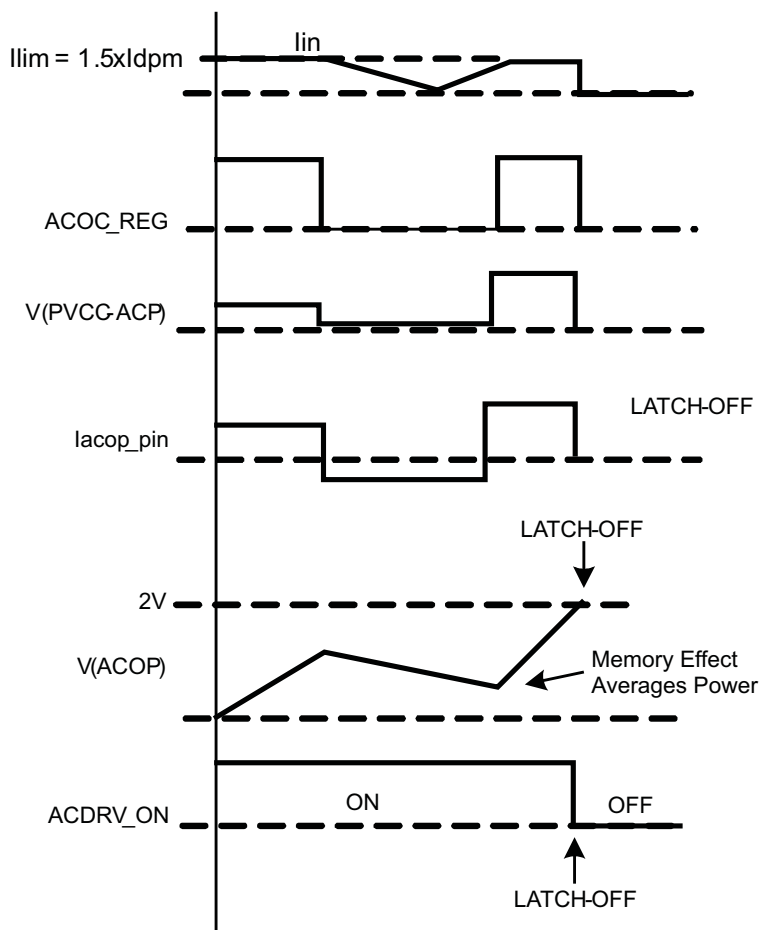 Iin
Ilim = 1.5xIdpm
ACOC_REG
V(PVCC-ACP)
LATCH-OFF
Iacop_pin
LATCH-OFF
2V
V(ACOP)
Memory Effect
Averages Power
ON
OFF
ACDRV_ON
LATCH-OFF